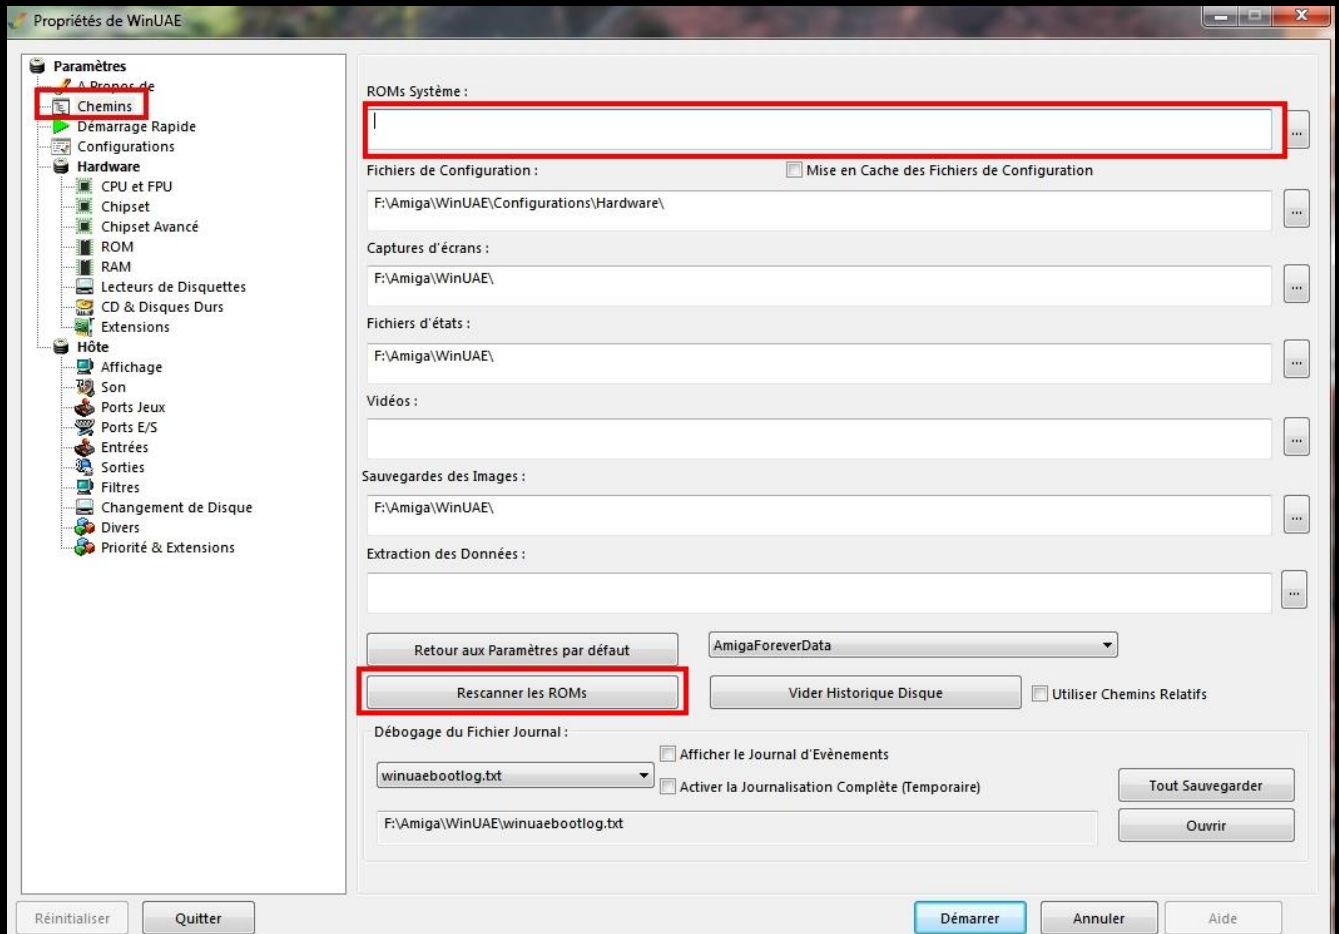 Propriétés de WinUAE
Paramètres
A Propos de
Chemins
Démarrage Rapide
Configurations
Hardware
CPU et FPU
Chipset
Chipset Avancé
ROM
RAM
Lecteurs de Disquettes
CD & Disques Durs
Extensions
Hôte
Affichage
Son
Ports Jeux
Ports E/S
Entrées
Sorties
Filtres
Changement de Disque
Divers
Priorité & Extensions
ROMs Système :
...
Fichiers de Configuration :
Mise en Cache des Fichiers de Configuration
F:\Amiga\WinUAE\Configurations\Hardware\
...
Captures d'écrans :
F:\Amiga\WinUAE\
...
Fichiers d'états :
F:\Amiga\WinUAE\
...
Vidéos :
...
Sauvegardes des Images :
F:\Amiga\WinUAE\
...
Extraction des Données :
...
Retour aux Paramètres par défaut
AmigaForeverData
Rescanner les ROMs
Vider Historique Disque
Utiliser Chemins Relatifs
Débogage du Fichier Journal :
Afficher le Journal d'Evènements
winuaebootlog.txt
Activer la Journalisation Complète (Temporaire)
Tout Sauvegarder
F:\Amiga\WinUAE\winuaebootlog.txt
Ouvrir
Réinitialiser
Quitter
Démarrer
Annuler
Aide